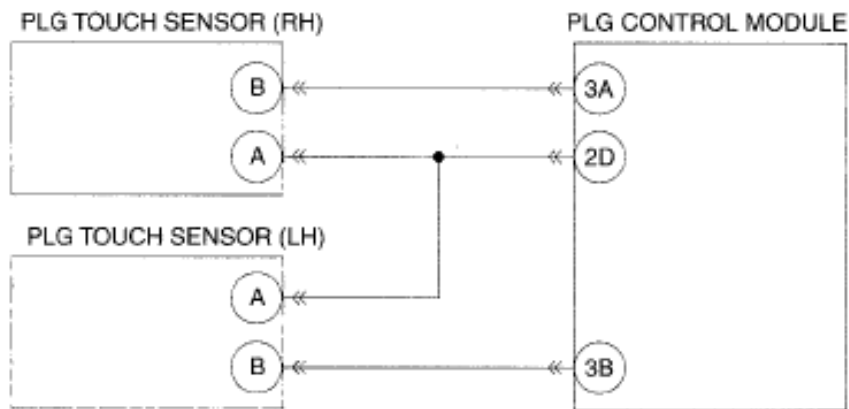 PLG TOUCH SENSOR (RH)
PLG CONTROL MODULE
B
3A
A
2D
PLG TOUCH SENSOR (LH)
A
B
3B